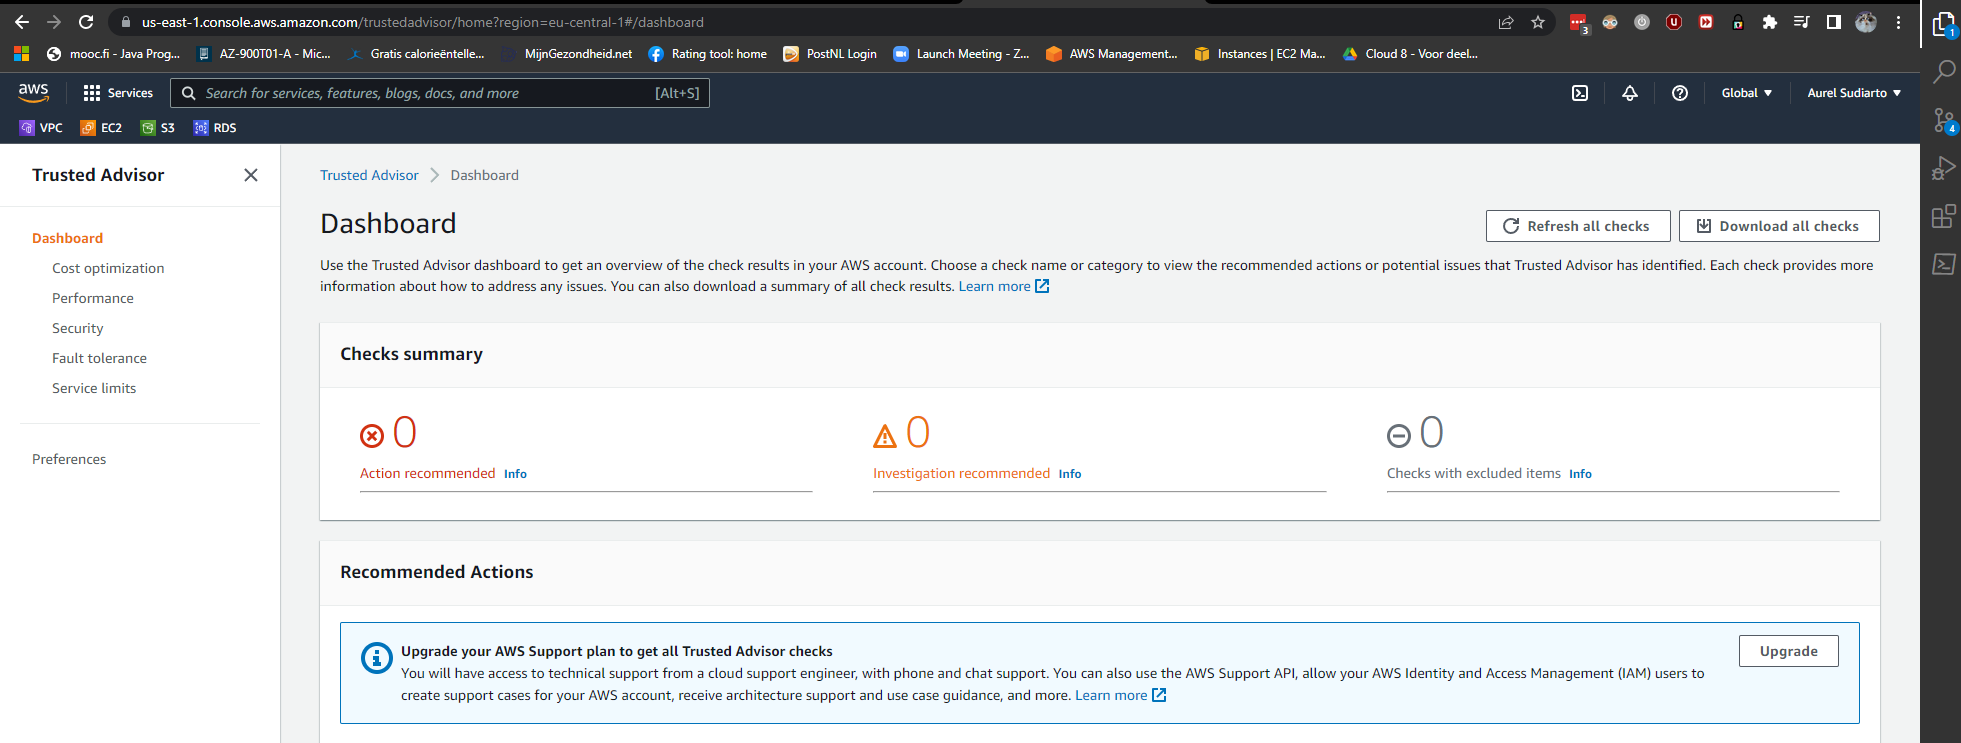 us-east-1.console.aws.amazon.com/trustedadvisor/home?region=eu-central-1#/dashboard
3
1
mooc.fi - Java Prog...
AZ-900T01-A - Mic...
Gratis calorieëntelle...
MijnGezondheid.net
Rating tool: home
PostNL Login
Launch Meeting - Z...
AWS Management...
Instances | EC2 Ma...
Cloud 8 - Voor deel...
aws
Services
Search for services, features, blogs, docs, and more
[Alt+S]
Global
Aurel Sudiarto
4
VPC
EC2
S3
RDS
Trusted Advisor
Dashboard
Cost optimization
Performance
Security
Fault tolerance
Service limits
Preferences
Trusted Advisor > Dashboard
Dashboard
Refresh all checks
Download all checks
Use the Trusted Advisor dashboard to get an overview of the check results in your AWS account. Choose a check name or category to view the recommended actions or potential issues that Trusted Advisor has identified. Each check provides more
information about how to address any issues. You can also download a summary of all check results. Learn more
Checks summary
0
Action recommended Info
0
Investigation recommended Info
0
Checks with excluded items Info
Recommended Actions
Upgrade your AWS Support plan to get all Trusted Advisor checks
You will have access to technical support from a cloud support engineer, with phone and chat support. You can also use the AWS Support API, allow your AWS Identity and Access Management (IAM) users to
create support cases for your AWS account, receive architecture support and use case guidance, and more. Learn more
Upgrade